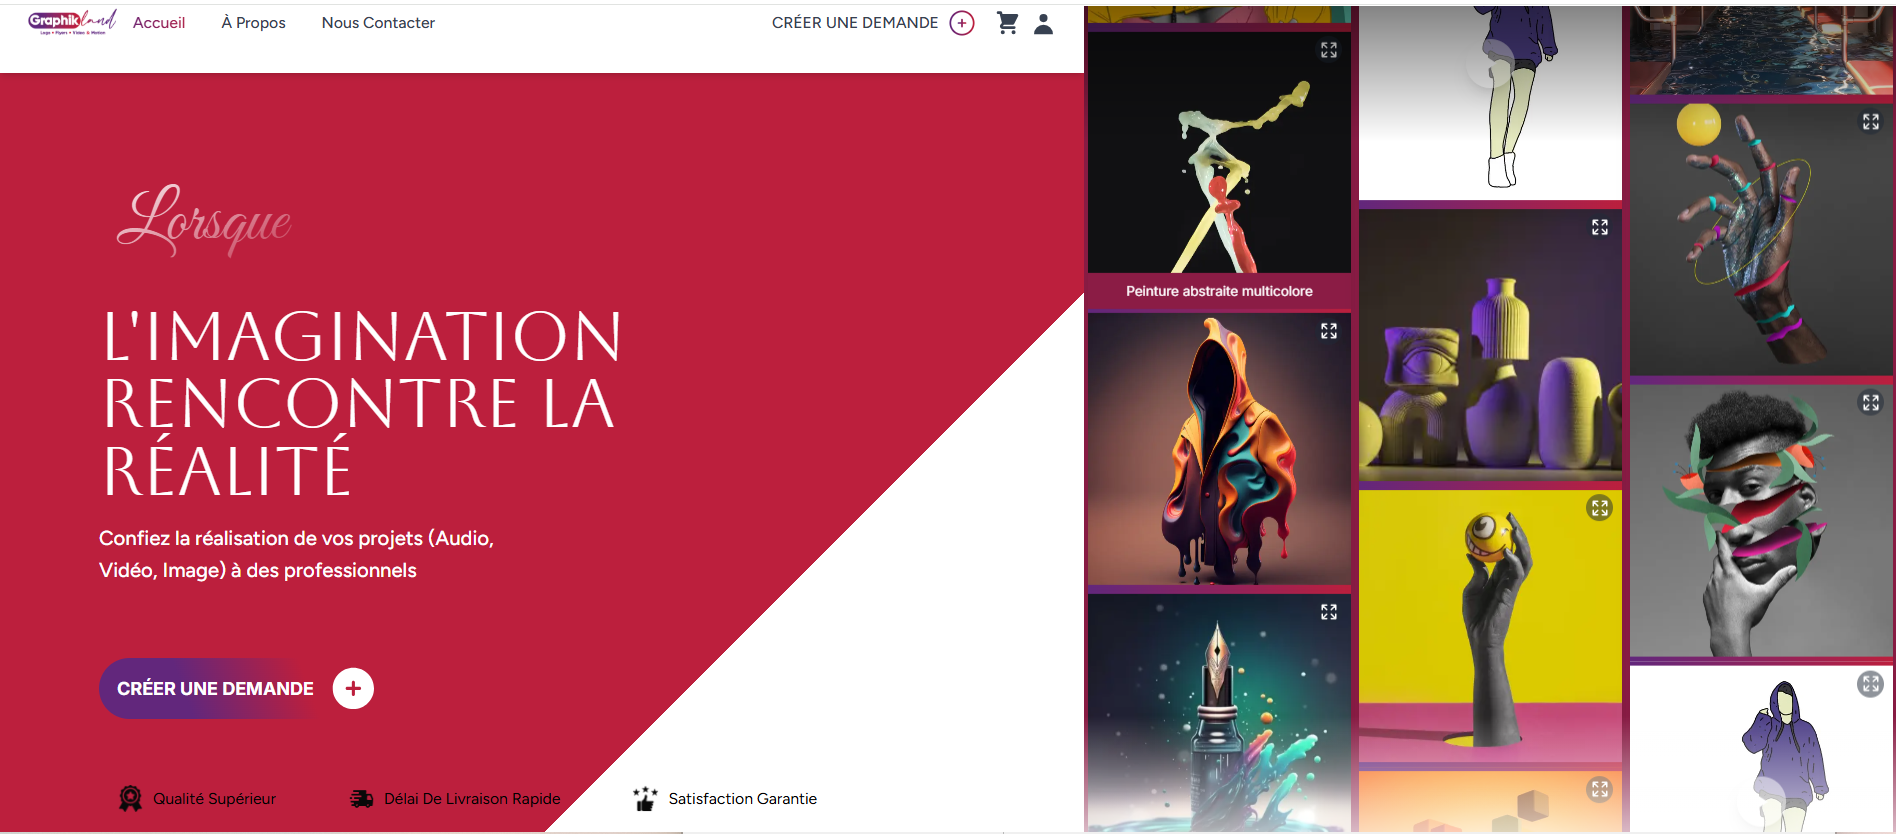 Graphikland
Logo • Flyers • Video & Motion
Accueil
À Propos
Nous Contacter
CRÉER UNE DEMANDE
Lorsque
L'IMAGINATION
RENCONTRE LA
RÉALITÉ
Confiez la réalisation de vos projets (Audio,
Vidéo, Image) à des professionnels
CRÉER UNE DEMANDE
Qualité Supérieur
Délai De Livraison Rapide
Satisfaction Garantie
Peinture abstraite multicolore